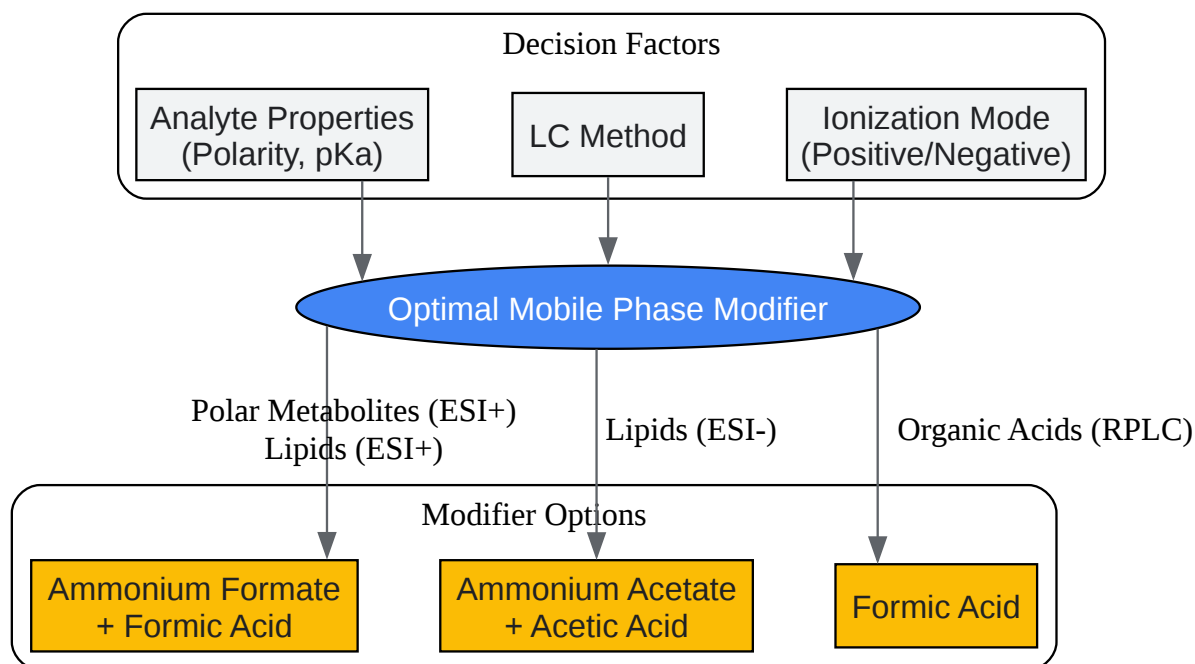 Decision Factors
Analyte Properties
(Polarity, pKa)
LC Method
Ionization Mode
(Positive/Negative)
Optimal Mobile Phase Modifier
Polar Metabolites (ESI+)
Lipids (ESI+)
Lipids (ESI-)
Organic Acids (RPLC)
Modifier Options
Ammonium Formate
+ Formic Acid
Ammonium Acetate
+ Acetic Acid
Formic Acid